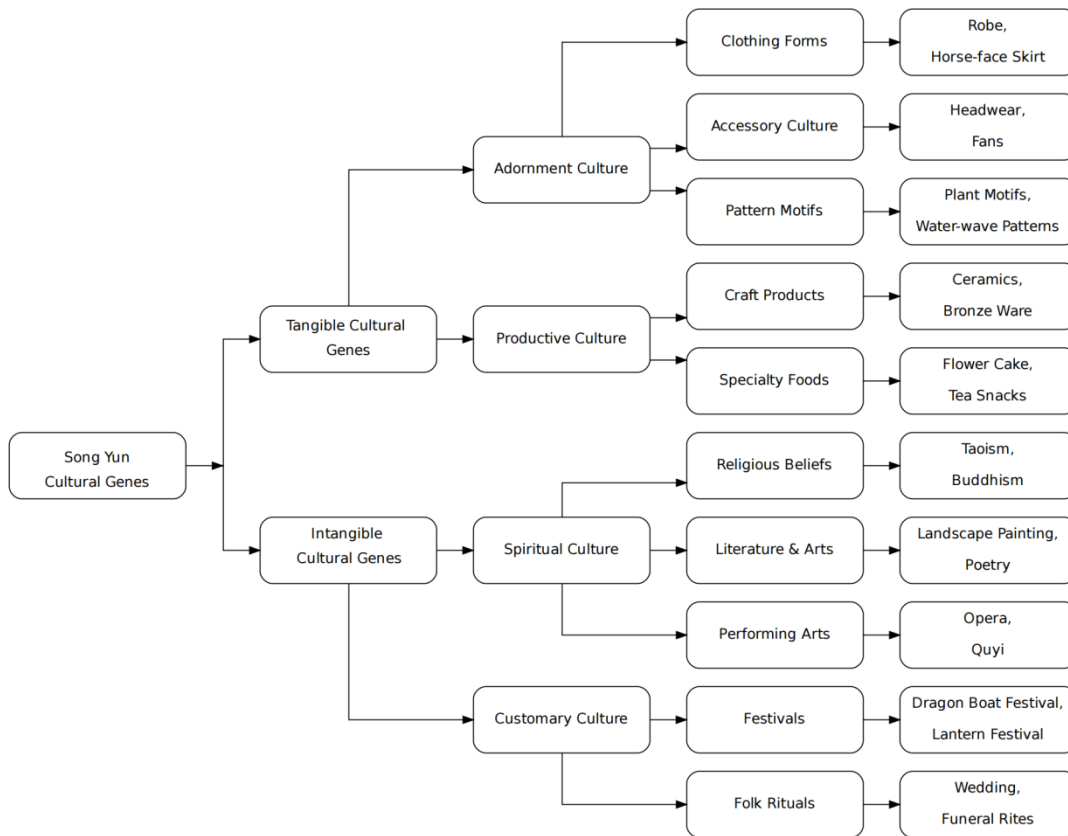 Song Yun
Cultural Genes
Tangible Cultural
Genes
Intangible
Cultural Genes
Adornment Culture
Productive Culture
Spiritual Culture
Customary Culture
Clothing Forms
Accessory Culture
Pattern Motifs
Craft Products
Specialty Foods
Religious Beliefs
Literature & Arts
Performing Arts
Festivals
Folk Rituals
Robe,
Horse-face Skirt
Headwear,
Fans
Plant Motifs,
Water-wave Patterns
Ceramics,
Bronze Ware
Flower Cake,
Tea Snacks
Taoism,
Buddhism
Landscape Painting,
Poetry
Opera,
Quyi
Dragon Boat Festival,
Lantern Festival
Wedding,
Funeral Rites